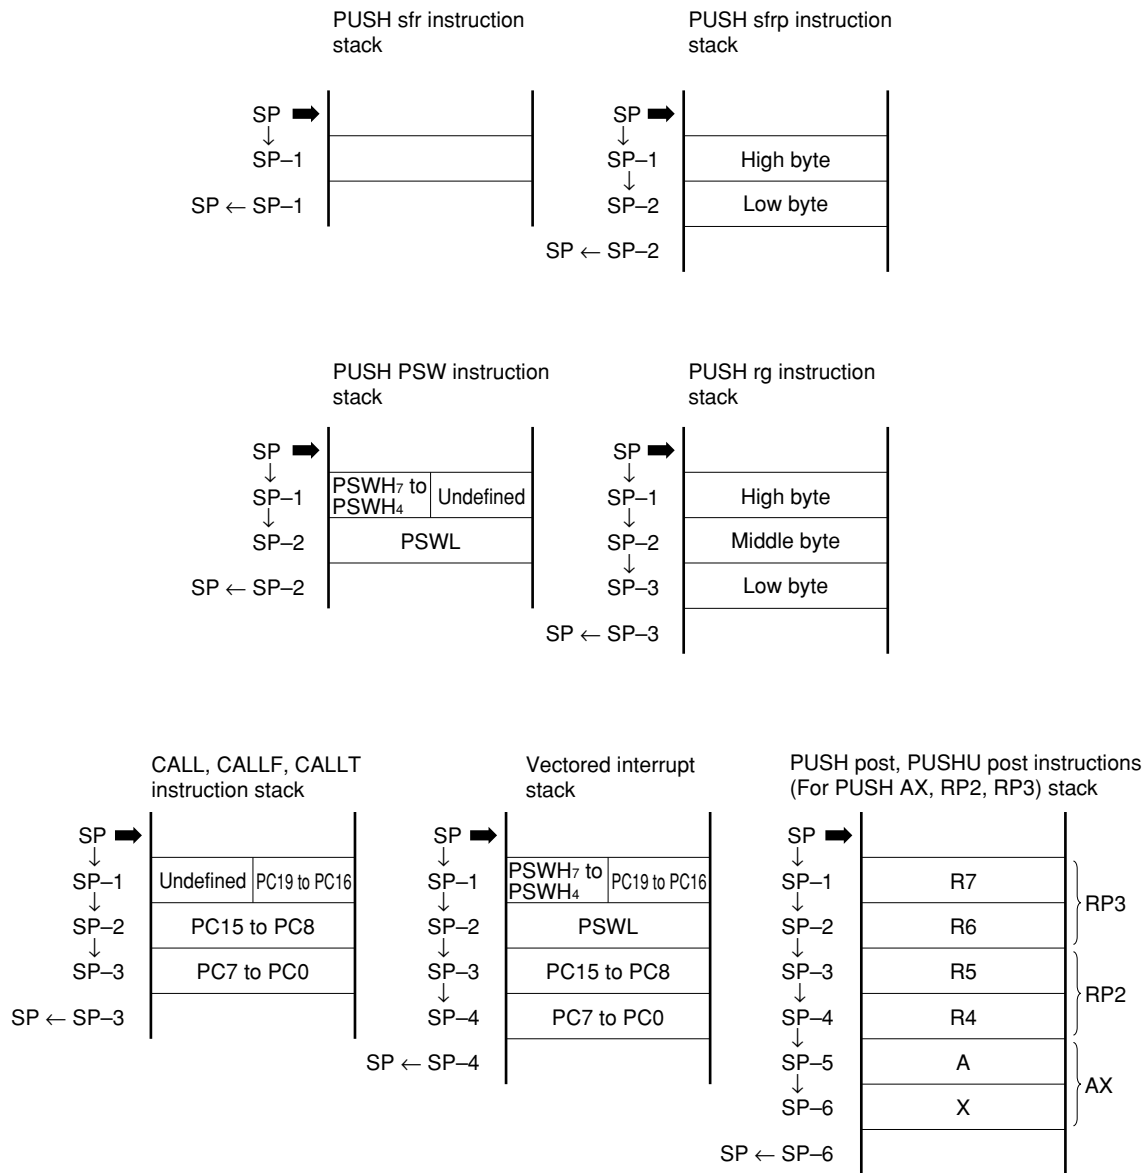 PUSH sfr instruction
stack
SP
↓
SP–1
SP ← SP–1
PUSH sfrp instruction
stack
SP
↓
SP–1 High byte
↓
SP–2 Low byte
SP ← SP–2
PUSH PSW instruction
stack
SP
↓
SP–1 PSWH7 to PSWH4 Undefined
↓
SP–2 PSWL
SP ← SP–2
PUSH rg instruction
stack
SP
↓
SP–1 High byte
↓
SP–2 Middle byte
↓
SP–3 Low byte
SP ← SP–3
CALL, CALLF, CALLT
instruction stack
SP
↓
SP–1 Undefined PC19 to PC16
↓
SP–2 PC15 to PC8
↓
SP–3 PC7 to PC0
SP ← SP–3
Vectored interrupt
stack
SP
↓
SP–1 PSWH7 to PSWH4 PC19 to PC16
↓
SP–2 PSWL
↓
SP–3 PC15 to PC8
↓
SP–4 PC7 to PC0
SP ← SP–4
PUSH post, PUSHU post instructions
(For PUSH AX, RP2, RP3) stack
SP
↓
SP–1 R7
↓
SP–2 R6
RP3
↓
SP–3 R5
↓
SP–4 R4
RP2
↓
SP–5 A
↓
SP–6 X
AX
SP ← SP–6